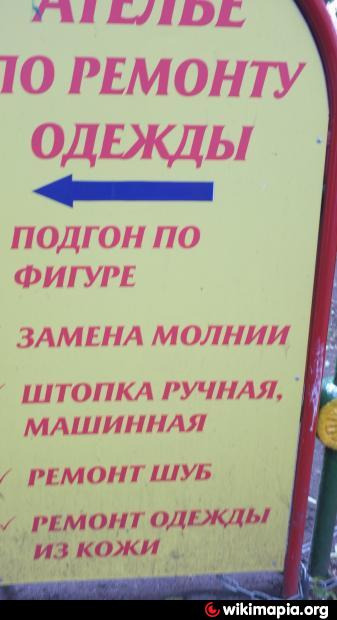 АТЕЛЬЕ
ПО РЕМОНТУ
ОДЕЖДЫ
ПОДГОН ПО
ФИГУРЕ
ЗАМЕНА МОЛНИИ
ШТОПКА РУЧНАЯ,
МАШИННАЯ
РЕМОНТ ШУБ
РЕМОНТ ОДЕЖДЫ
ИЗ КОЖИ
wikimapia.org